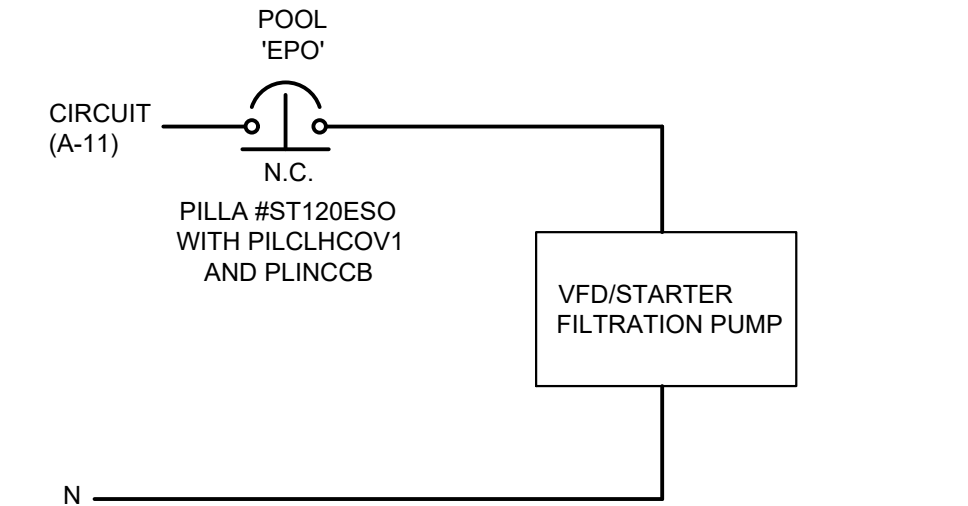 POOL
'EPO'
CIRCUIT
(A-11)
N.C.
PILLA #ST120ESO
WITH PILCLHCOV1
AND PLINCCB
VFD/STARTER
FILTRATION PUMP
N